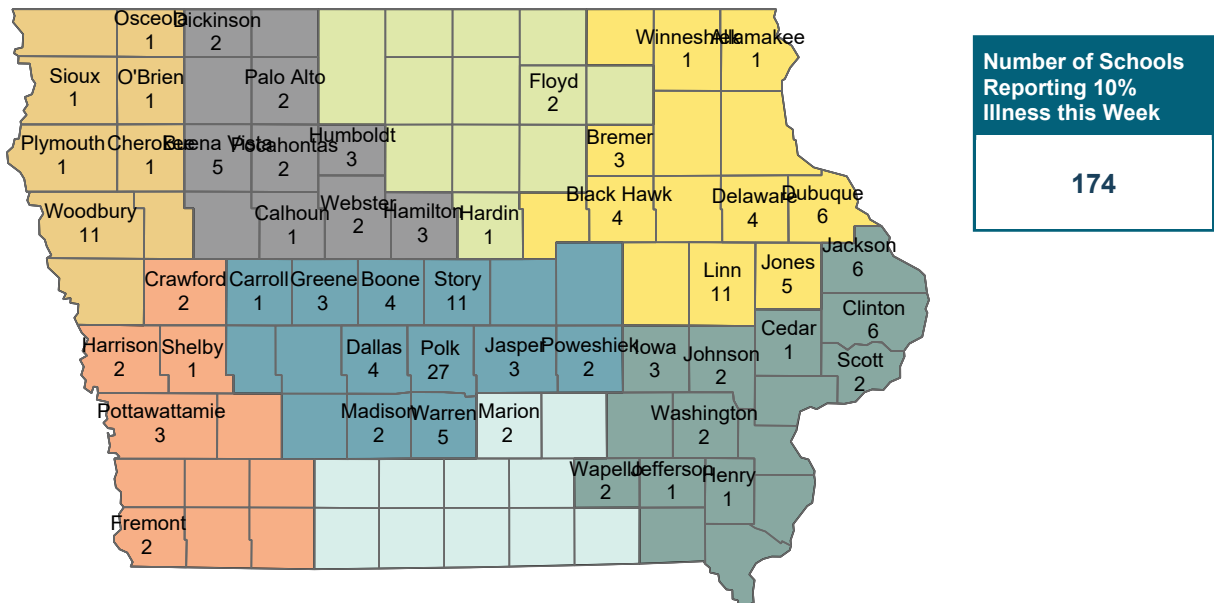 Osceola
1
Dickinson
2
Winneshiek
1
Allamakee
1
Sioux
1
O'Brien
1
Palo Alto
2
Floyd
2
Plymouth
1
Cherokee
1
Buena Vista
5
Pocahontas
2
Humboldt
3
Bremer
3
Woodbury
11
Calhoun
1
Webster
2
Hamilton
3
Hardin
1
Black Hawk
4
Delaware
4
Dubuque
6
Crawford
2
Carroll
1
Greene
3
Boone
4
Story
11
Linn
11
Jones
5
Jackson
6
Clinton
6
Harrison
2
Shelby
1
Dallas
4
Polk
27
Jasper
3
Poweshiek
2
Iowa
3
Johnson
2
Cedar
1
Scott
2
Pottawattamie
3
Madison
2
Warren
5
Marion
2
Washington
2
Wapello
2
Jefferson
1
Henry
1
Fremont
2
Number of Schools
Reporting 10%
Illness this Week
174